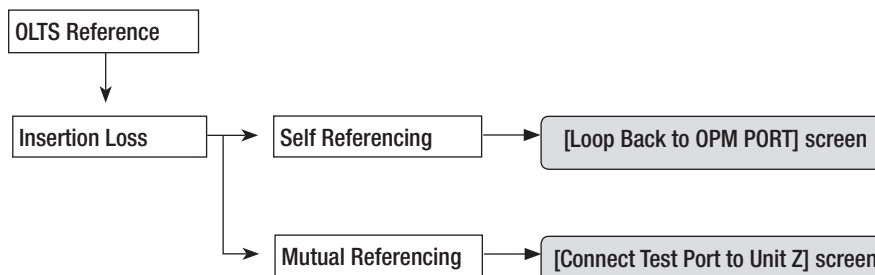 OLTS Reference
Insertion Loss
Self Referencing
[Loop Back to OPM PORT] screen
Mutual Referencing
[Connect Test Port to Unit Z] screen